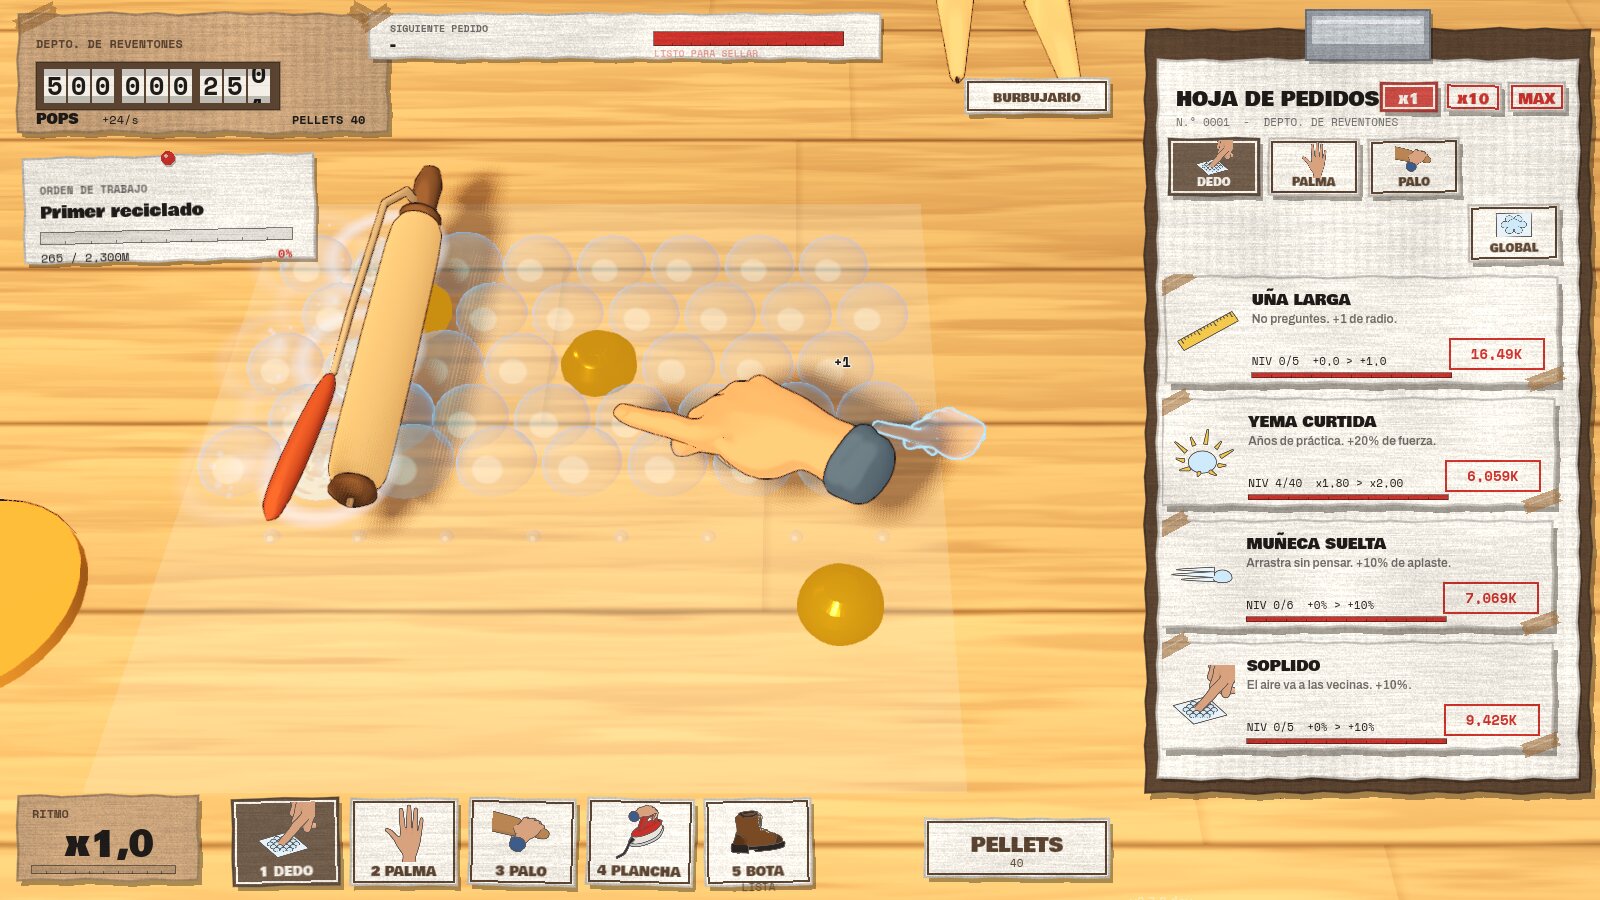 DEPTO. DE REVENTONES
500 000 250
POPS +24/s PELLETS 40
SIGUIENTE PEDIDO
-
LISTO PARA SELLAR
BURBUJARIO
ORDEN DE TRABAJO
Primer reciclado
265 / 2,300M 0%
+1
HOJA DE PEDIDOS x1 x10 MAX
N.° 0001 - DEPTO. DE REVENTONES
DEDO PALMA PALO
GLOBAL
UÑA LARGA
No preguntes. +1 de radio.
NIV 0/5 +0,0 > +1,0 16,49K
YEMA CURTIDA
Años de práctica. +20% de fuerza.
NIV 4/40 x1,80 > x2,00 6,059K
MUÑECA SUELTA
Arrastra sin pensar. +10% de aplaste.
NIV 0/6 +0% > +10% 7,069K
SOPLIDO
El aire va a las vecinas. +10%.
NIV 0/5 +0% > +10% 9,425K
RITMO
x1,0
1 DEDO 2 PALMA 3 PALO 4 PLANCHA 5 BOTA
LISTA
PELLETS
40